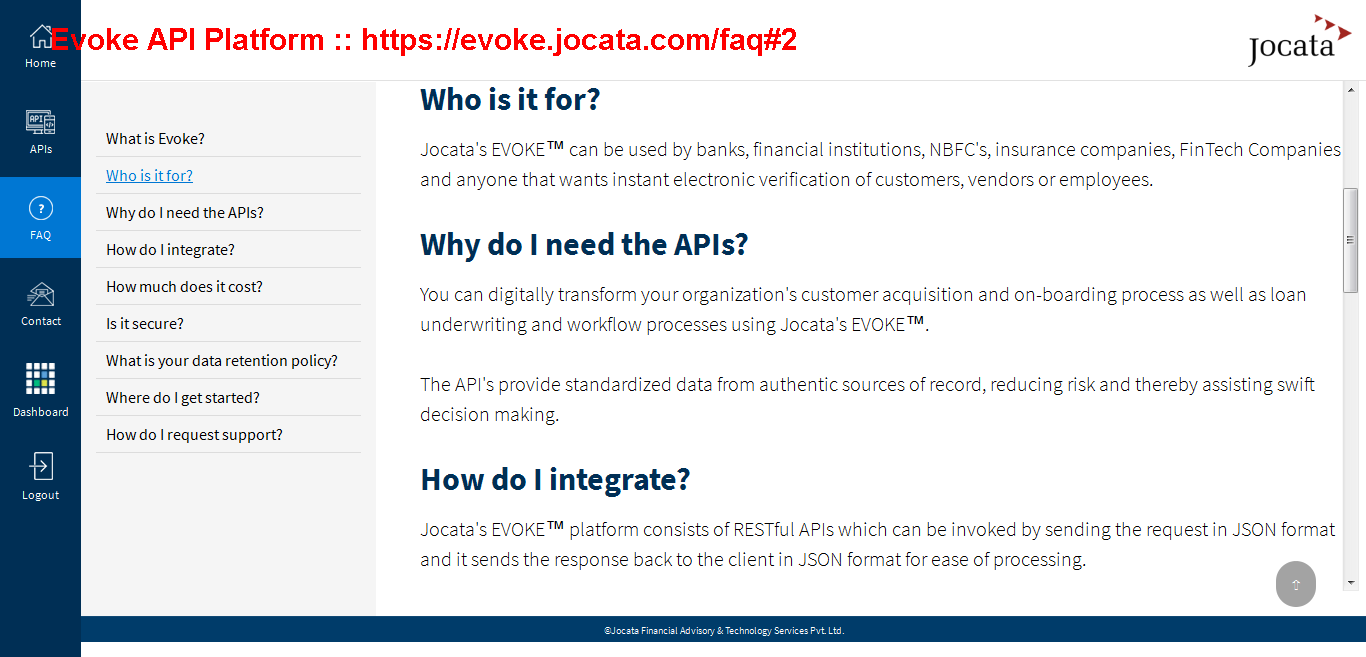 Evoke API Platform :: https://evoke.jocata.com/faq#2
Jocata
Home
API
APIs
?
FAQ
Contact
Dashboard
Logout
What is Evoke?
Who is it for?
Why do I need the APIs?
How do I integrate?
How much does it cost?
Is it secure?
What is your data retention policy?
Where do I get started?
How do I request support?
Who is it for?
Jocata's EVOKE™ can be used by banks, financial institutions, NBFC's, insurance companies, FinTech Companies
and anyone that wants instant electronic verification of customers, vendors or employees.
Why do I need the APIs?
You can digitally transform your organization's customer acquisition and on-boarding process as well as loan
underwriting and workflow processes using Jocata's EVOKE™.
The API's provide standardized data from authentic sources of record, reducing risk and thereby assisting swift
decision making.
How do I integrate?
Jocata's EVOKE™ platform consists of RESTful APIs which can be invoked by sending the request in JSON format
and it sends the response back to the client in JSON format for ease of processing.
©Jocata Financial Advisory & Technology Services Pvt. Ltd.